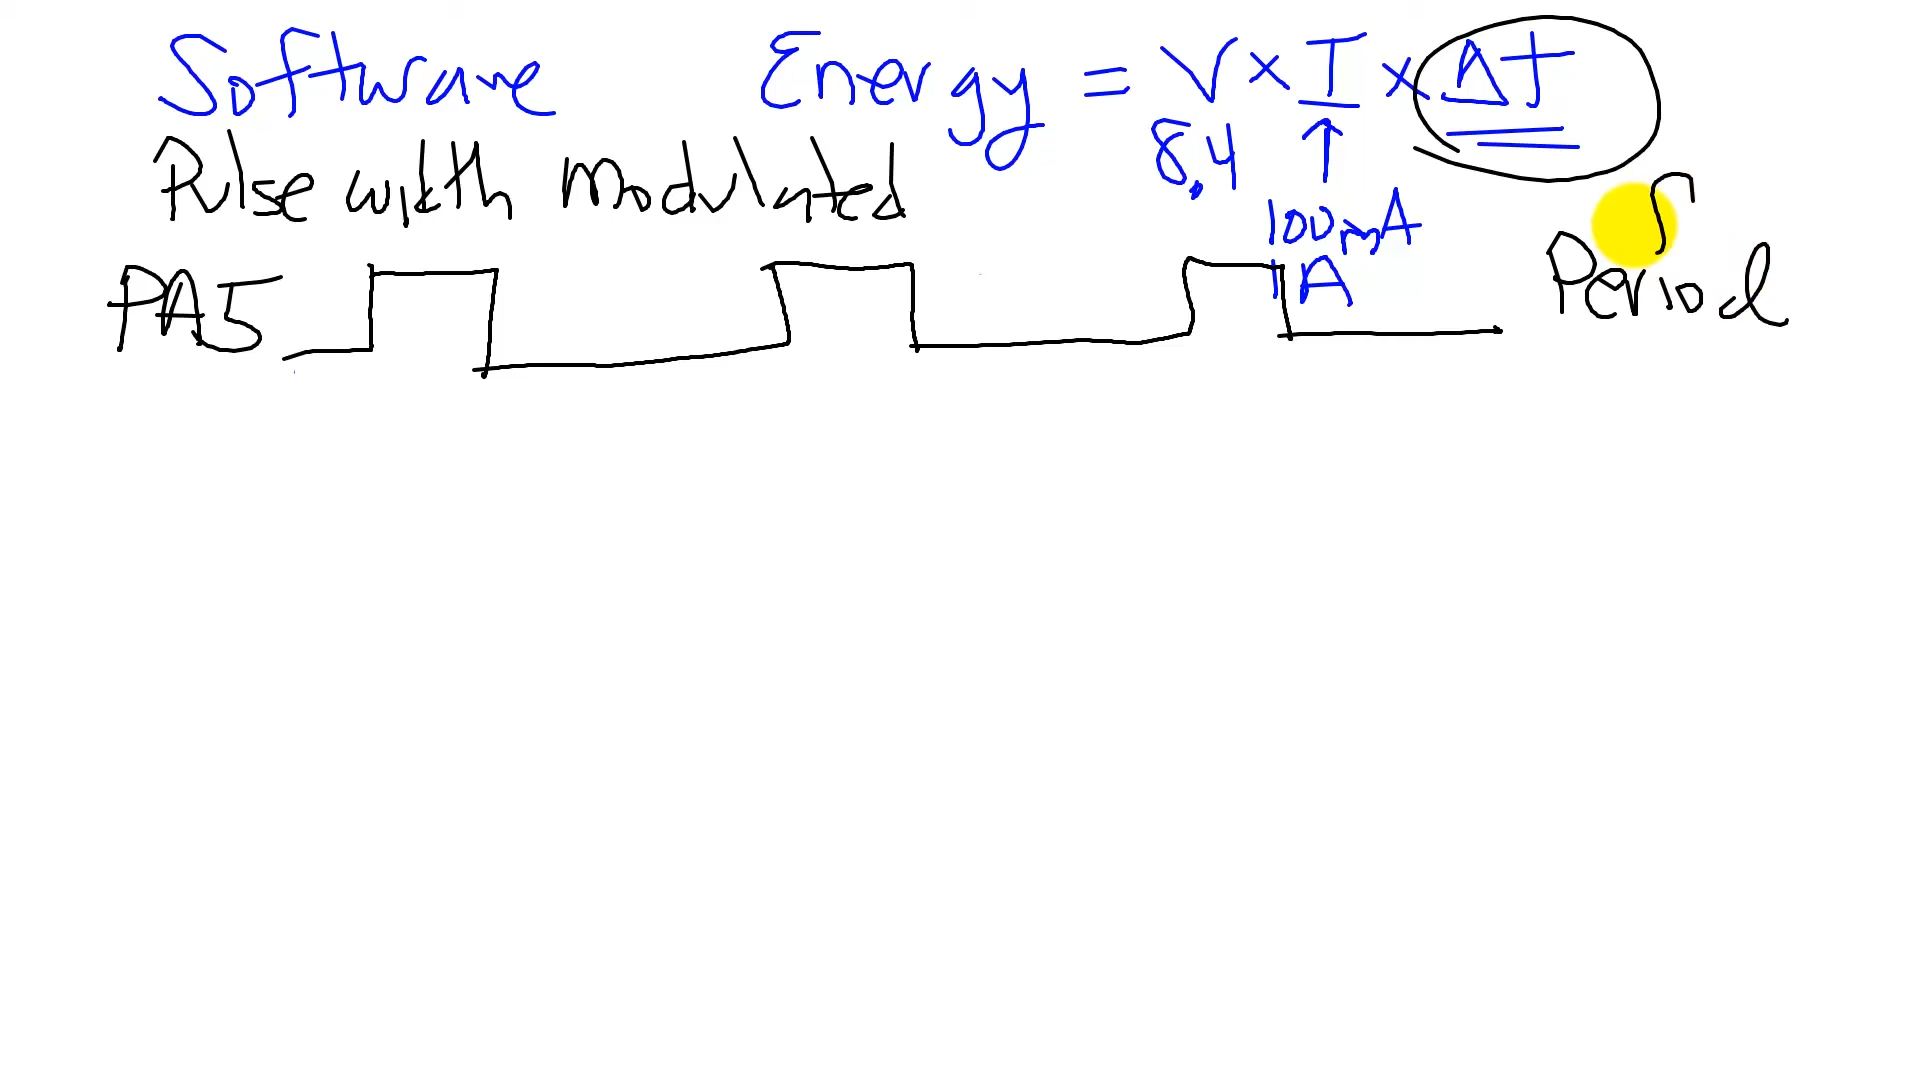 Software Energy = V × I × Δt
Pulse width modulated
8.4
100mA
1A
PA5
Period